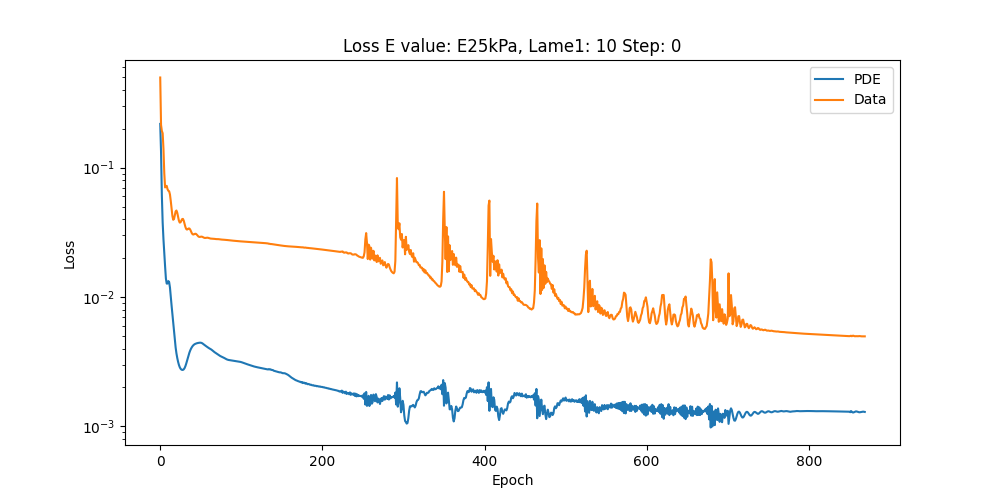 Loss E value: E25kPa, Lame1: 10 Step: 0
PDE
Data
Loss
10⁻¹
10⁻²
10⁻³
0
200
400
600
800
Epoch